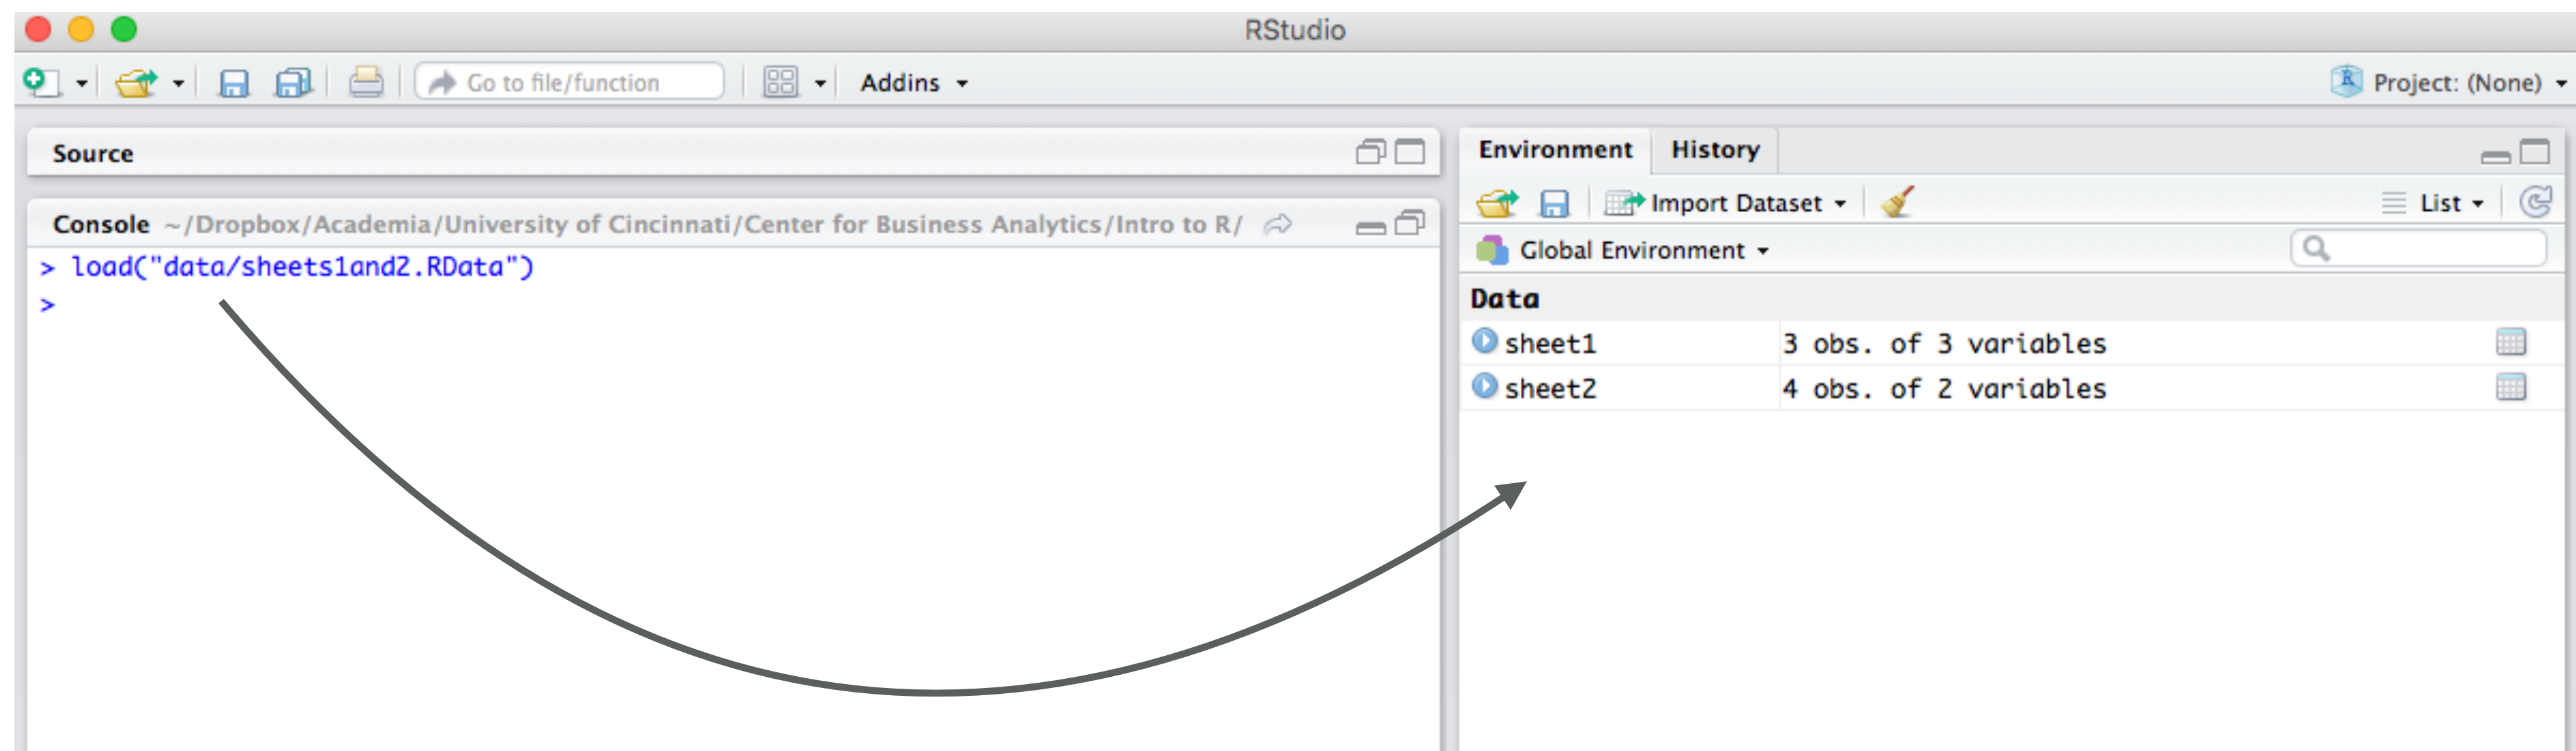 RStudio
Go to file/function
Addins
Project: (None)
Source
Console ~/Dropbox/Academia/University of Cincinnati/Center for Business Analytics/Intro to R/
> load("data/sheets1and2.RData")
>
Environment History
Import Dataset
List
Global Environment
Data
sheet1 3 obs. of 3 variables
sheet2 4 obs. of 2 variables